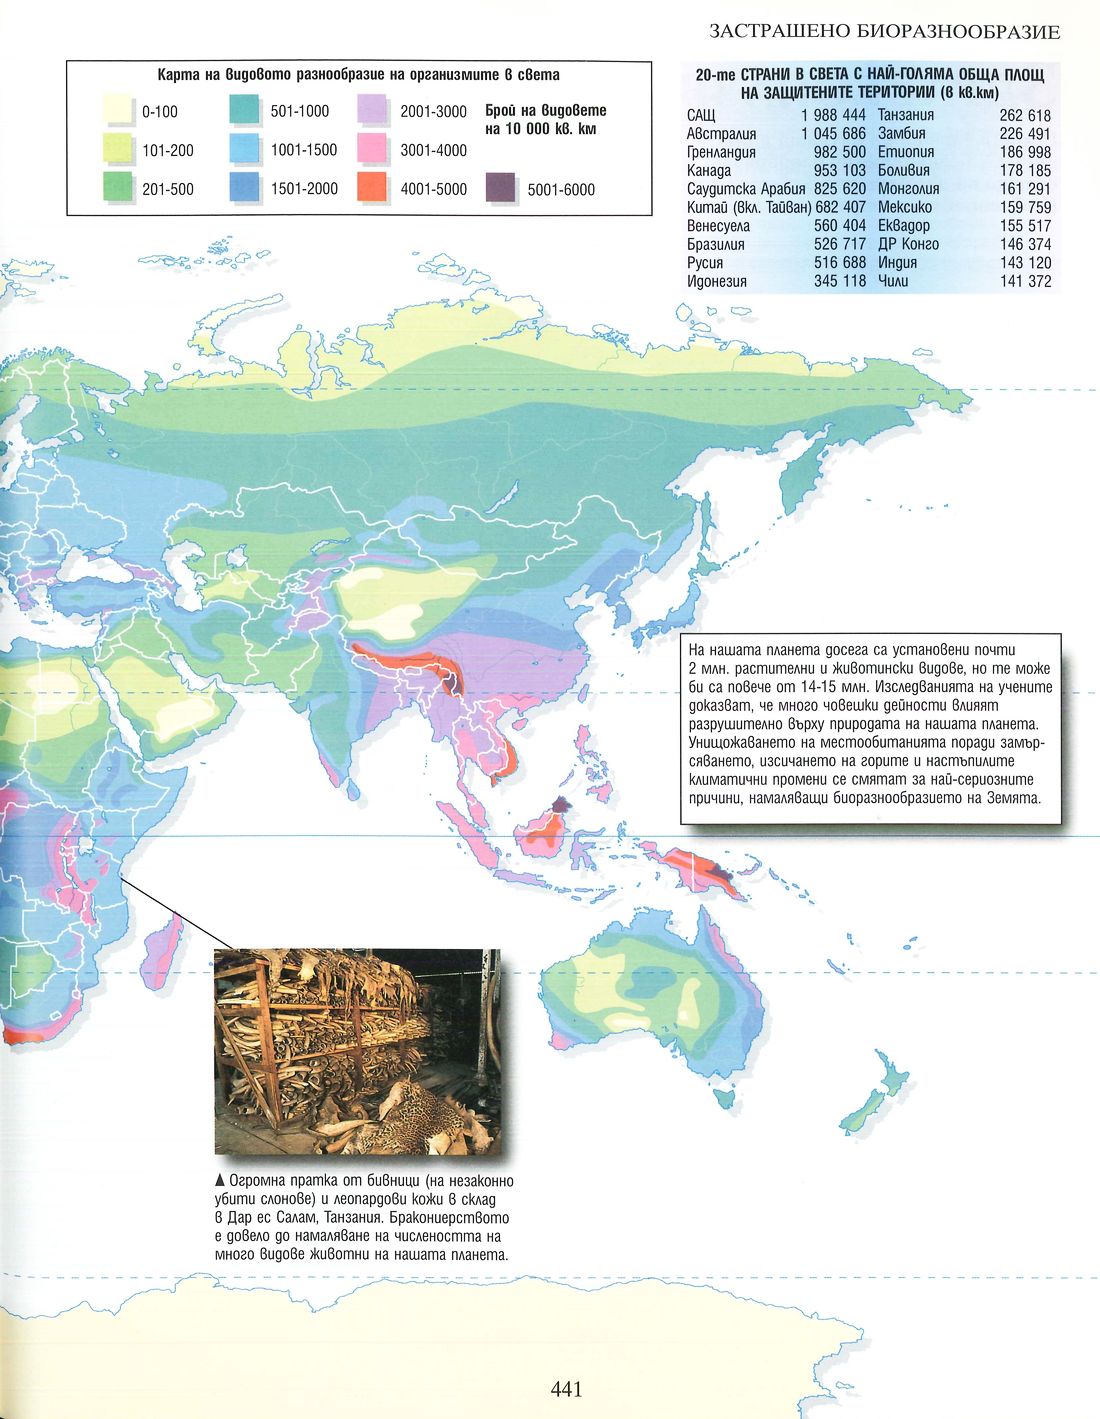 ЗАСТРАШЕНО БИОРАЗНООБРАЗИЕ
Карта на видовото разнообразие на организмите в света
0-100
101-200
201-500
501-1000
1001-1500
1501-2000
2001-3000
3001-4000
4001-5000
Брой на видовете
на 10 000 кв. км
5001-6000
20-те СТРАНИ В СВЕТА С НАЙ-ГОЛЯМА ОБЩА ПЛОЩ
НА ЗАЩИТЕНИТЕ ТЕРИТОРИИ (в кв.км)
САЩ 1 988 444 Танзания 262 618
Австралия 1 045 686 Замбия 226 491
Гренландия 982 500 Етиопия 186 998
Канада 953 103 Боливия 178 185
Саудитска Арабия 825 620 Монголия 161 291
Китай (вкл. Тайван) 682 407 Мексико 159 759
Венесуела 560 404 Еквадор 155 517
Бразилия 526 717 ДР Конго 146 374
Русия 516 688 Индия 143 120
Идонезия 345 118 Чили 141 372
На нашата планета досега са установени почти
2 млн. растителни и животински видове, но те може
би са повече от 14-15 млн. Изследванията на учените
доказват, че много човешки дейности влияят
разрушително върху природата на нашата планета.
Унищожаването на местообитанията поради замър-
сяването, изсичането на горите и настъпилите
климатични промени се смятат за най-сериозните
причини, намаляващи биоразнообразието на Земята.
▲ Огромна пратка от бивници (на незаконно
убити слонове) и леопардови кожи в склад
в Дар ес Салам, Танзания. Бракониерството
е довело до намаляване на числеността на
много видове животни на нашата планета.
441